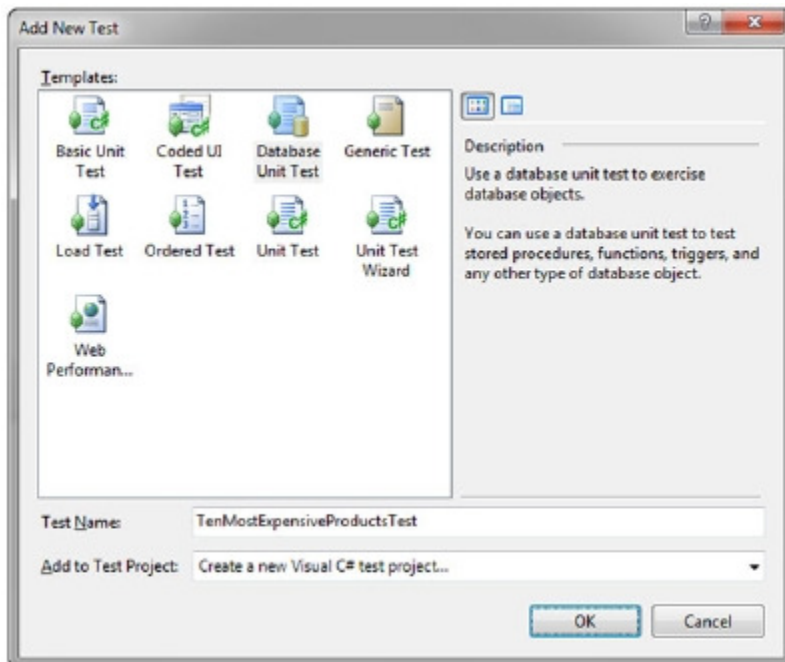 Add New Test
Templates:
Basic Unit
Test
Coded UI
Test
Database
Unit Test
Generic Test
Load Test
Ordered Test
Unit Test
Unit Test
Wizard
Web
Performan...
Description
Use a database unit test to exercise
database objects.
You can use a database unit test to test
stored procedures, functions, triggers, and
any other type of database object.
Test Name:
TenMostExpensiveProductsTest
Add to Test Project:
Create a new Visual C# test project...
OK
Cancel